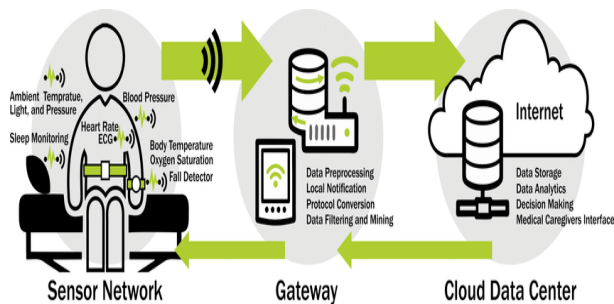 Ambient Tempratue,
Light, and Pressure
Blood Pressure
Sleep Monitoring
Heart Rate
ECG
Body Temperature
Oxygen Saturation
Fall Detector
Sensor Network
Data Preprocessing
Local Notification
Protocol Conversion
Data Filtering and Mining
Gateway
Internet
Data Storage
Data Analytics
Decision Making
Medical Caregivers Interface
Cloud Data Center